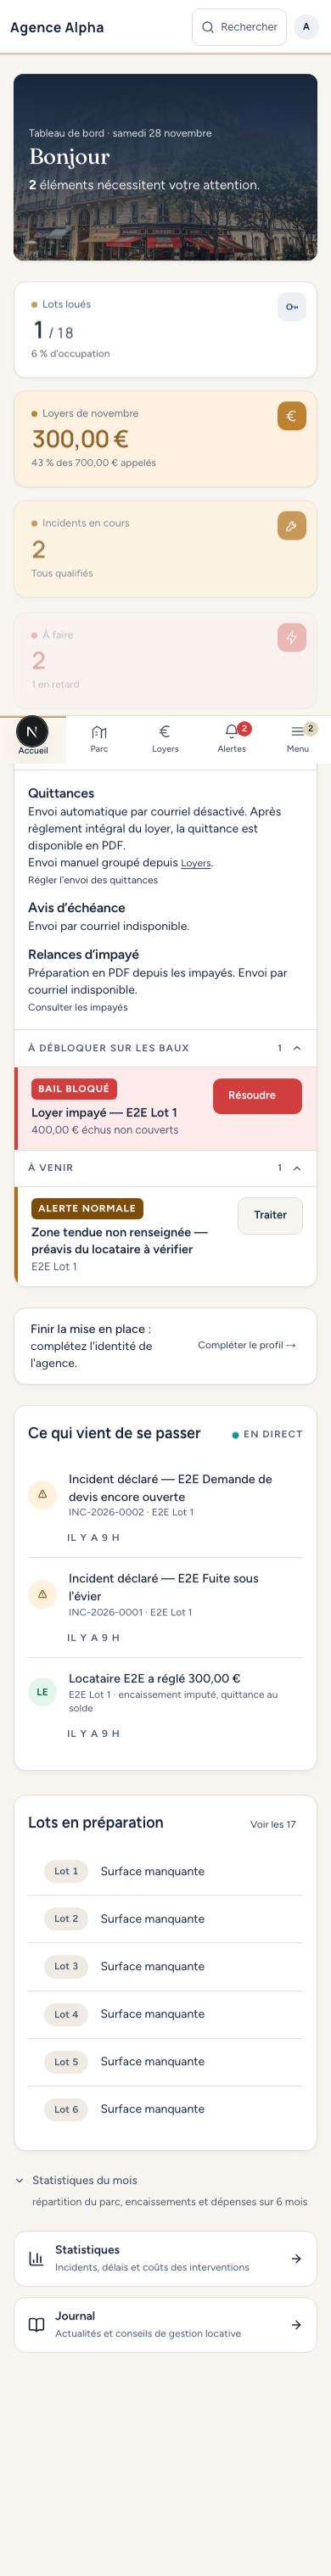 Agence Alpha
Rechercher
A
Tableau de bord · samedi 28 novembre
Bonjour
2 éléments nécessitent votre attention.
Lots loués
1 / 18
6 % d'occupation
Loyers de novembre
€
300,00 €
43 % des 700,00 € appelés
Incidents en cours
2
Tous qualifiés
À faire
2
1 en retard
N
Accueil
Parc
€
Loyers
2
Alertes
2
Menu
Quittances
Envoi automatique par courriel désactivé. Après
règlement intégral du loyer, la quittance est
disponible en PDF.
Envoi manuel groupé depuis Loyers.
Régler l’envoi des quittances
Avis d’échéance
Envoi par courriel indisponible.
Relances d’impayé
Préparation en PDF depuis les impayés. Envoi par
courriel indisponible.
Consulter les impayés
À DÉBLOQUER SUR LES BAUX 1
BAIL BLOQUÉ
Résoudre
Loyer impayé — E2E Lot 1
400,00 € échus non couverts
À VENIR 1
ALERTE NORMALE
Traiter
Zone tendue non renseignée —
préavis du locataire à vérifier
E2E Lot 1
Finir la mise en place :
complétez l'identité de
l'agence.
Compléter le profil →
Ce qui vient de se passer
EN DIRECT
Incident déclaré — E2E Demande de
devis encore ouverte
INC-2026-0002 · E2E Lot 1
IL Y A 9 H
Incident déclaré — E2E Fuite sous
l'évier
INC-2026-0001 · E2E Lot 1
IL Y A 9 H
LE
Locataire E2E a réglé 300,00 €
E2E Lot 1 · encaissement imputé, quittance au
solde
IL Y A 9 H
Lots en préparation
Voir les 17
Lot 1 Surface manquante
Lot 2 Surface manquante
Lot 3 Surface manquante
Lot 4 Surface manquante
Lot 5 Surface manquante
Lot 6 Surface manquante
Statistiques du mois
répartition du parc, encaissements et dépenses sur 6 mois
Statistiques
Incidents, délais et coûts des interventions
Journal
Actualités et conseils de gestion locative